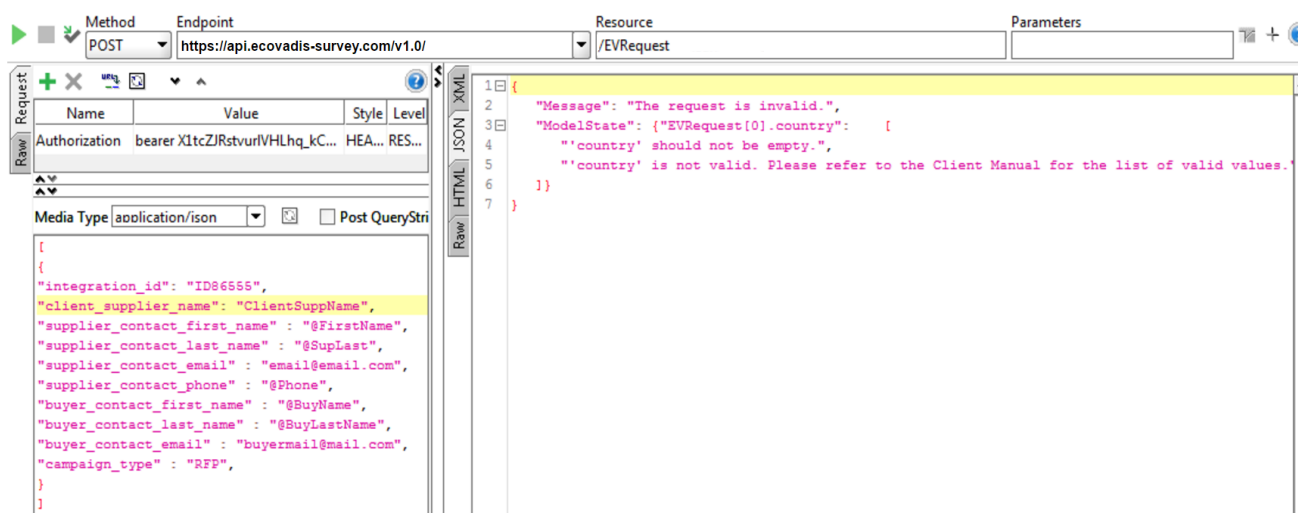 Method Endpoint Resource Parameters
POST https://api.ecovadis-survey.com/v1.0/ /EVRequest
Request
Raw
Name Value Style Level
Authorization bearer X1tcZJRstvurlVHLhq_kC... HEA... RES...
Media Type application/json Post QueryStri
[
{
"integration_id": "ID86555",
"client_supplier_name": "ClientSuppName",
"supplier_contact_first_name" : "@FirstName",
"supplier_contact_last_name" : "@SupLast",
"supplier_contact_email" : "email@email.com",
"supplier_contact_phone" : "@Phone",
"buyer_contact_first_name" : "@BuyName",
"buyer_contact_last_name" : "@BuyLastName",
"buyer_contact_email" : "buyermail@mail.com",
"campaign_type" : "RFP",
}
]
XML
JSON
HTML
Raw
1 {
2 "Message": "The request is invalid.",
3 "ModelState": {"EVRequest[0].country": [
4 "'country' should not be empty.",
5 "'country' is not valid. Please refer to the Client Manual for the list of valid values.'
6 ]}
7 }